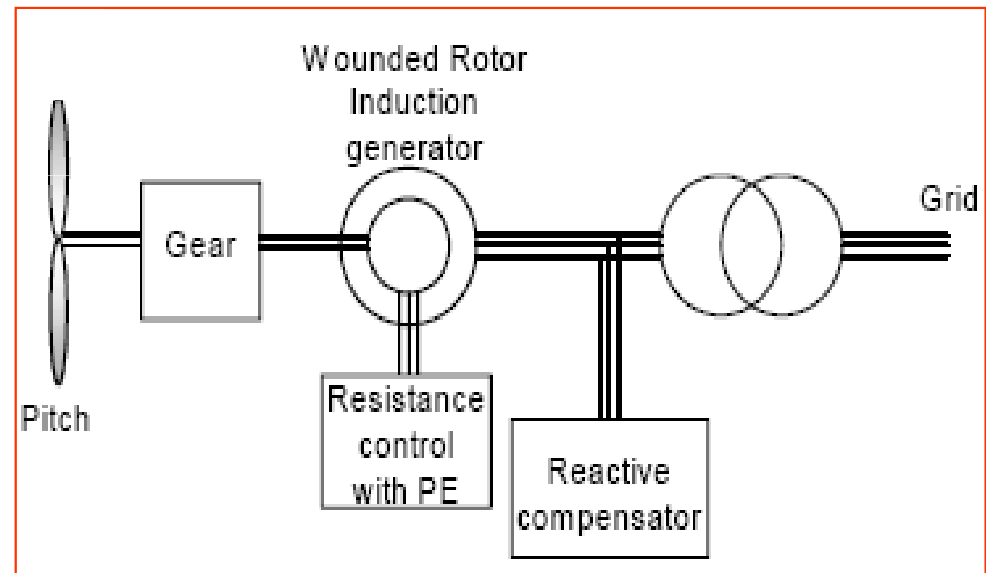 Wounded Rotor
Induction
generator
Grid
Gear
Pitch
Resistance
control
with PE
Reactive
compensator